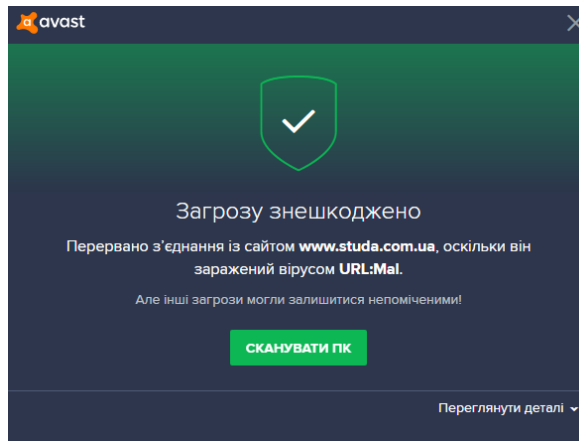 avast
Загрозу знешкоджено
Перервано з’єднання із сайтом www.studa.com.ua, оскільки він
заражений вірусом URL:Mal.
Але інші загрози могли залишитися непоміченими!
СКАНУВАТИ ПК
Переглянути деталі